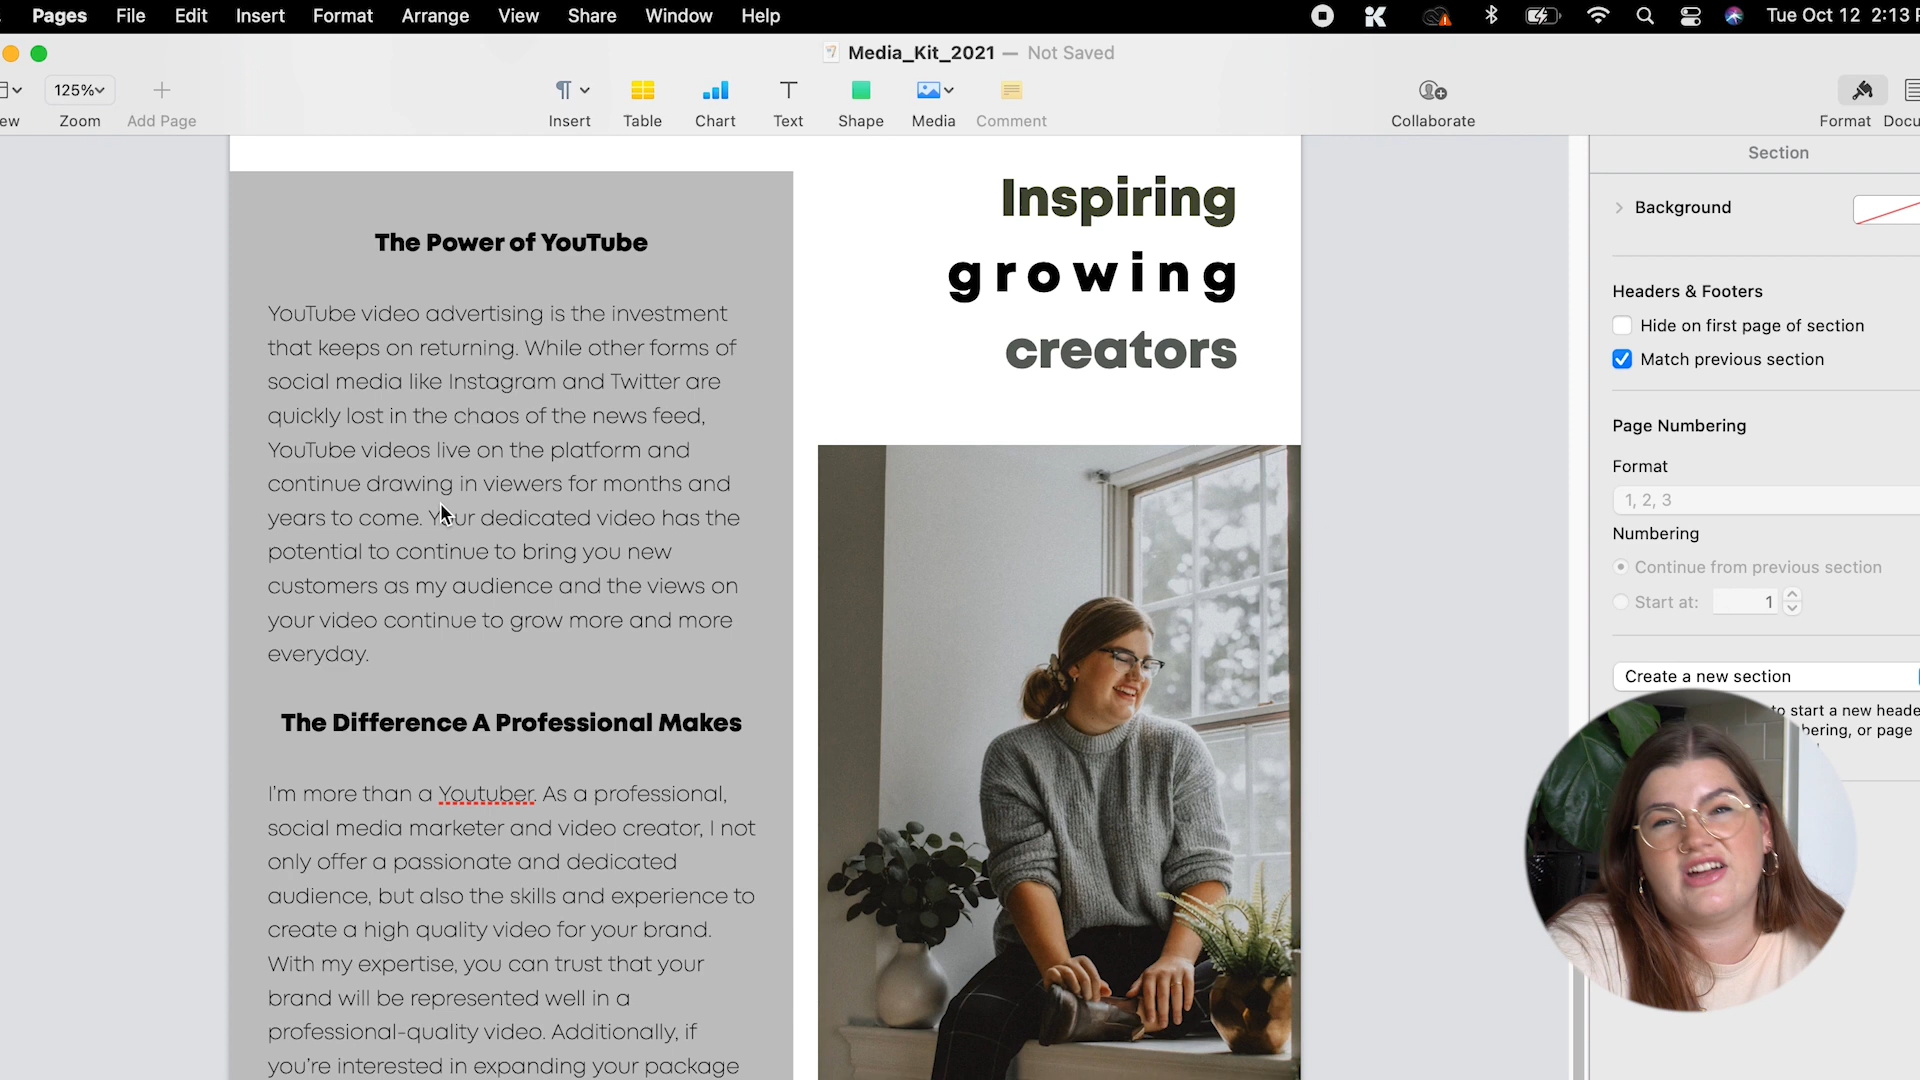 Pages File Edit Insert Format Arrange View Share Window Help
Tue Oct 12 2:13
Media_Kit_2021 — Not Saved
125%
Zoom Add Page Insert Table Chart Text Shape Media Comment Collaborate Format
Section
Background
Headers & Footers
Hide on first page of section
Match previous section
Page Numbering
Format
1, 2, 3
Numbering
Continue from previous section
Start at: 1
Create a new section
to start a new
or page
The Power of YouTube
YouTube video advertising is the investment
that keeps on returning. While other forms of
social media like Instagram and Twitter are
quickly lost in the chaos of the news feed,
YouTube videos live on the platform and
continue drawing in viewers for months and
years to come. Your dedicated video has the
potential to continue to bring you new
customers as my audience and the views on
your video continue to grow more and more
everyday.
The Difference A Professional Makes
I'm more than a Youtuber. As a professional,
social media marketer and video creator, I not
only offer a passionate and dedicated
audience, but also the skills and experience to
create a high quality video for your brand.
With my expertise, you can trust that your
brand will be represented well in a
professional-quality video. Additionally, if
you're interested in expanding your package
Inspiring
growing
creators